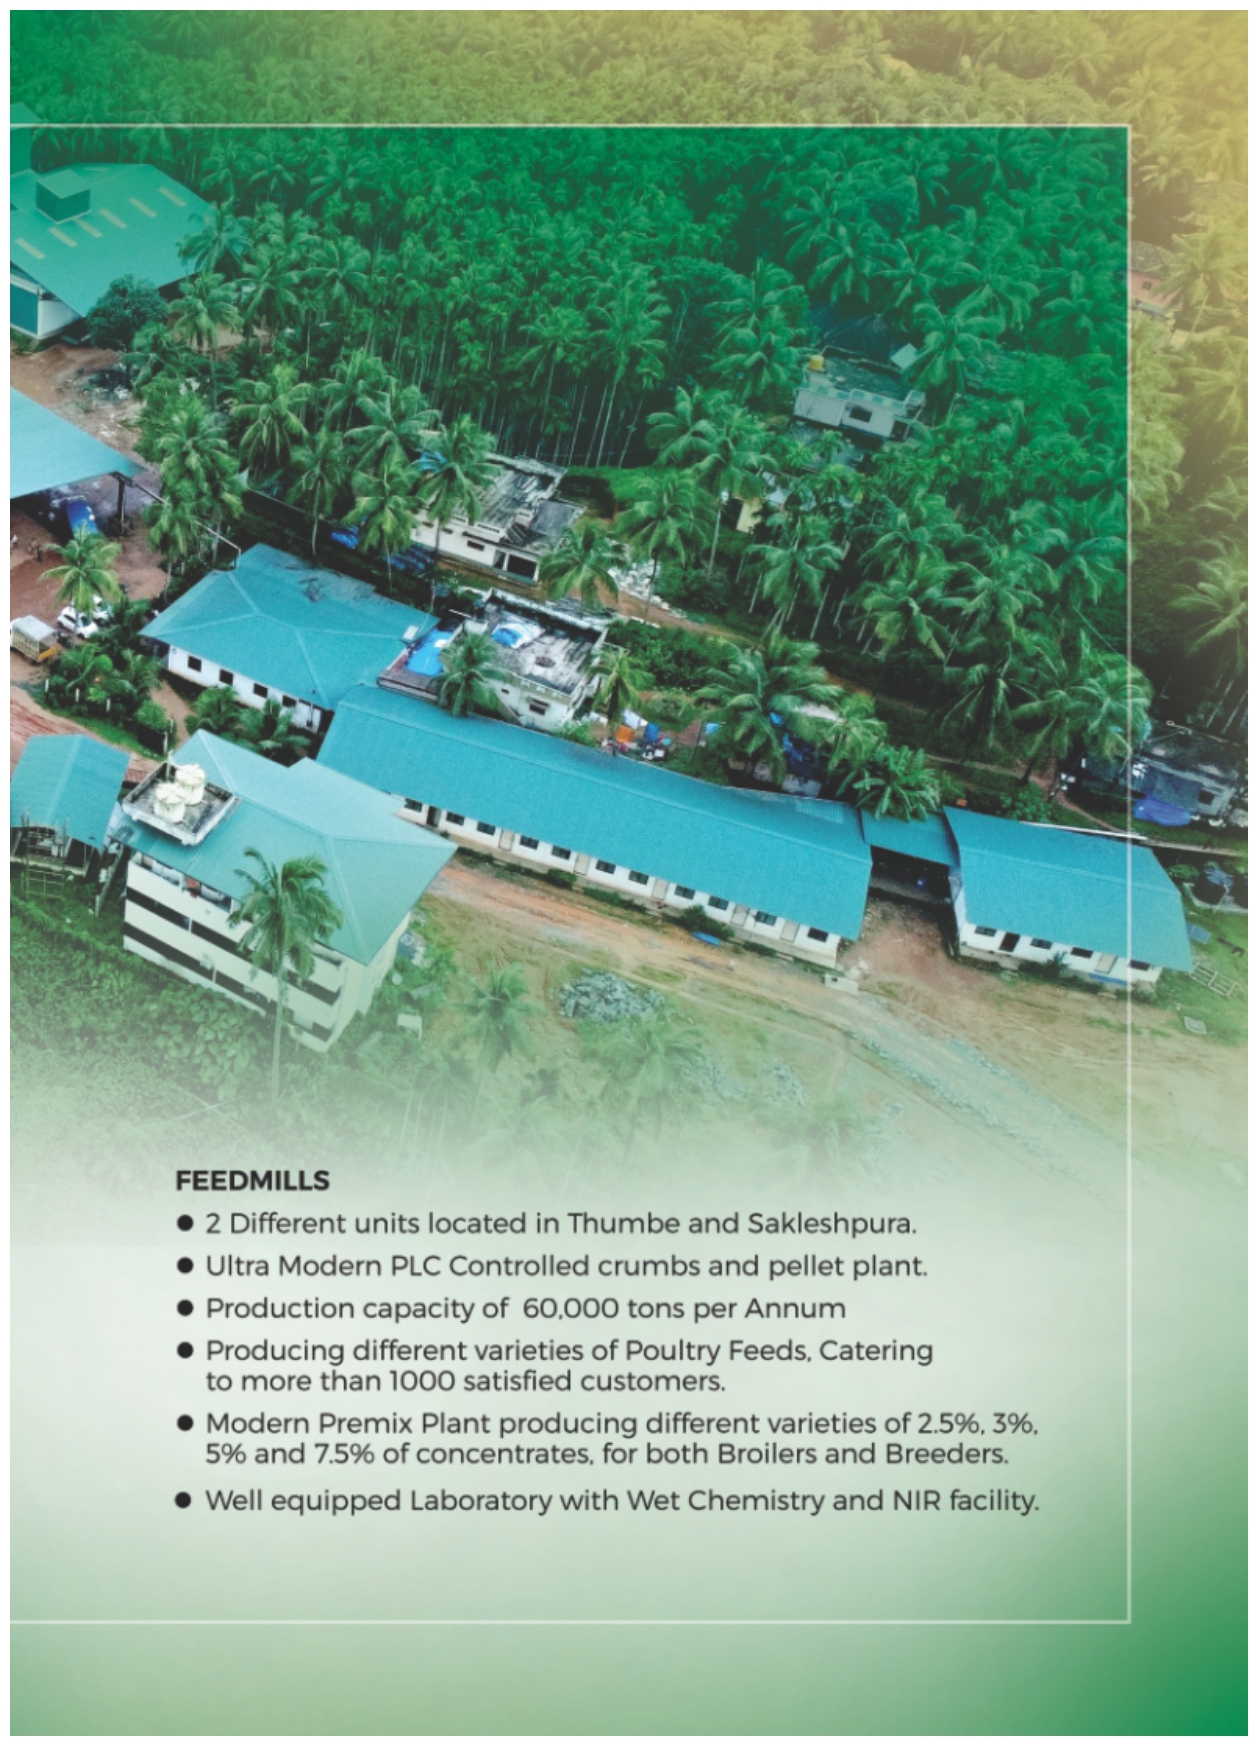 FEEDMILLS
● 2 Different units located in Thumbe and Sakleshpura.
● Ultra Modern PLC Controlled crumbs and pellet plant.
● Production capacity of  60,000 tons per Annum
● Producing different varieties of Poultry Feeds, Catering
to more than 1000 satisfied customers.
● Modern Premix Plant producing different varieties of 2.5%, 3%,
5% and 7.5% of concentrates, for both Broilers and Breeders.
● Well equipped Laboratory with Wet Chemistry and NIR facility.